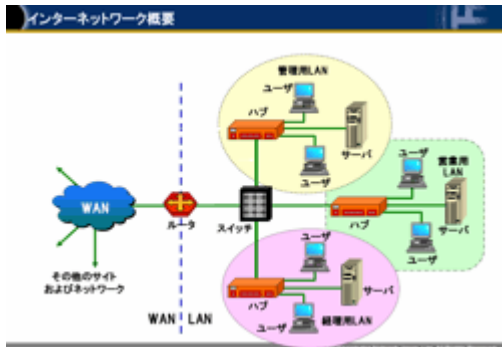 インターネットワーク概要
管理用LAN
ユーザ
ハブ
サーバ
ユーザ
ユーザ
営業用
LAN
WAN
ルータ
スイッチ
ハブ
サーバ
ユーザ
ユーザ
その他のサイト
およびネットワーク
ハブ
サーバ
WAN
LAN
ユーザ
経理用LAN